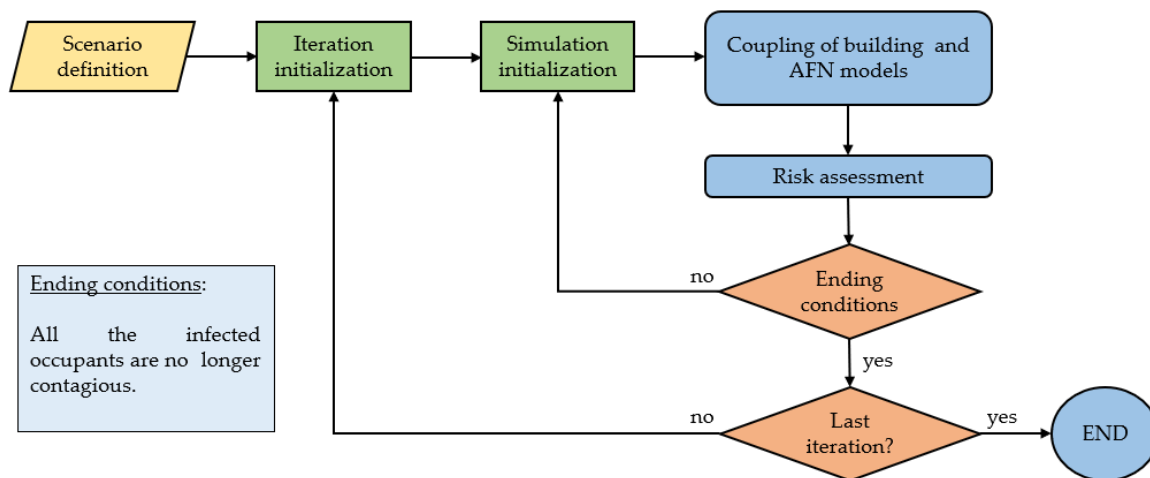 Scenario
definition
Iteration
initialization
Simulation
initialization
Coupling of building and
AFN models
Risk assessment
no
Ending
conditions
Ending conditions:
All the infected
occupants are no longer
contagious.
yes
no
Last
iteration?
yes
END